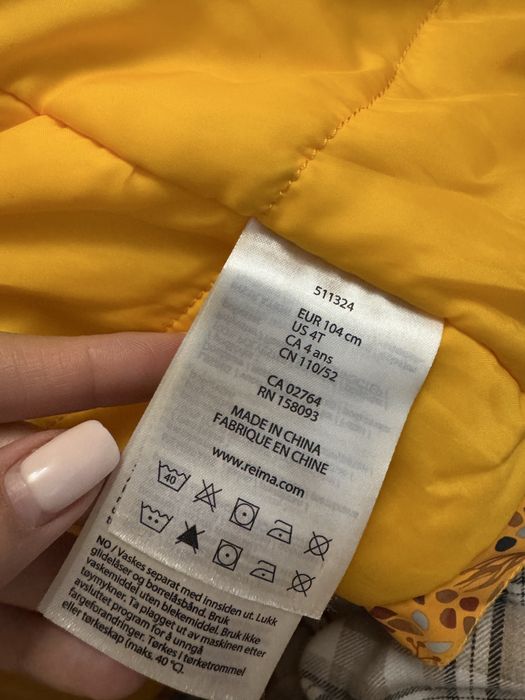 511324
EUR 104 cm
US 4T
CA 4 ans
CN 110/52
CA 02764
RN 158093
MADE IN CHINA
FABRIQUE EN CHINE
www.reima.com
40
NO / Vaskes separat med innsiden ut. Lukk
glidelåser og borrelåsbånd. Bruk
vaskemiddel uten blekemiddel. Bruk ikke
tøymykner. Ta plagget ut av maskinen etter
avsluttet program for å unngå
fargeforandringer. Tørkes i tørketrommel
eller tørkeskap (maks. 40 °C).